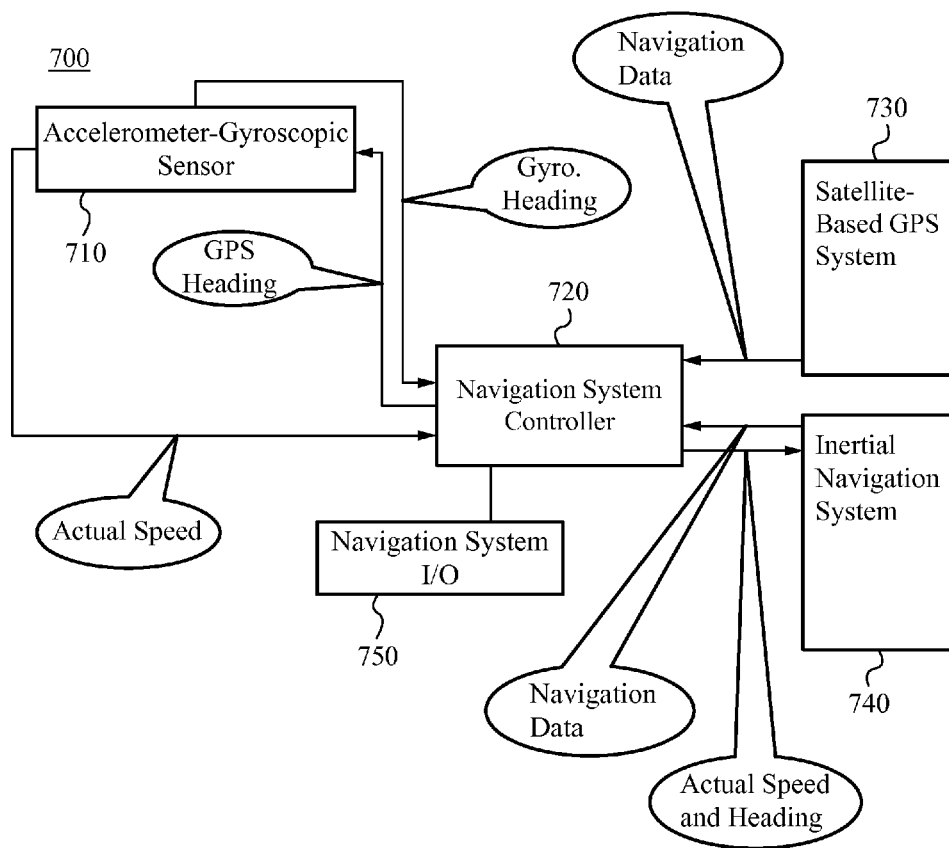 700
Accelerometer-Gyroscopic
Sensor
710
Navigation
Data
730
Satellite-
Based GPS
System
Gyro.
Heading
GPS
Heading
720
Navigation System
Controller
Inertial
Navigation
System
Actual Speed
Navigation System
I/O
750
Navigation
Data
740
Actual Speed
and Heading